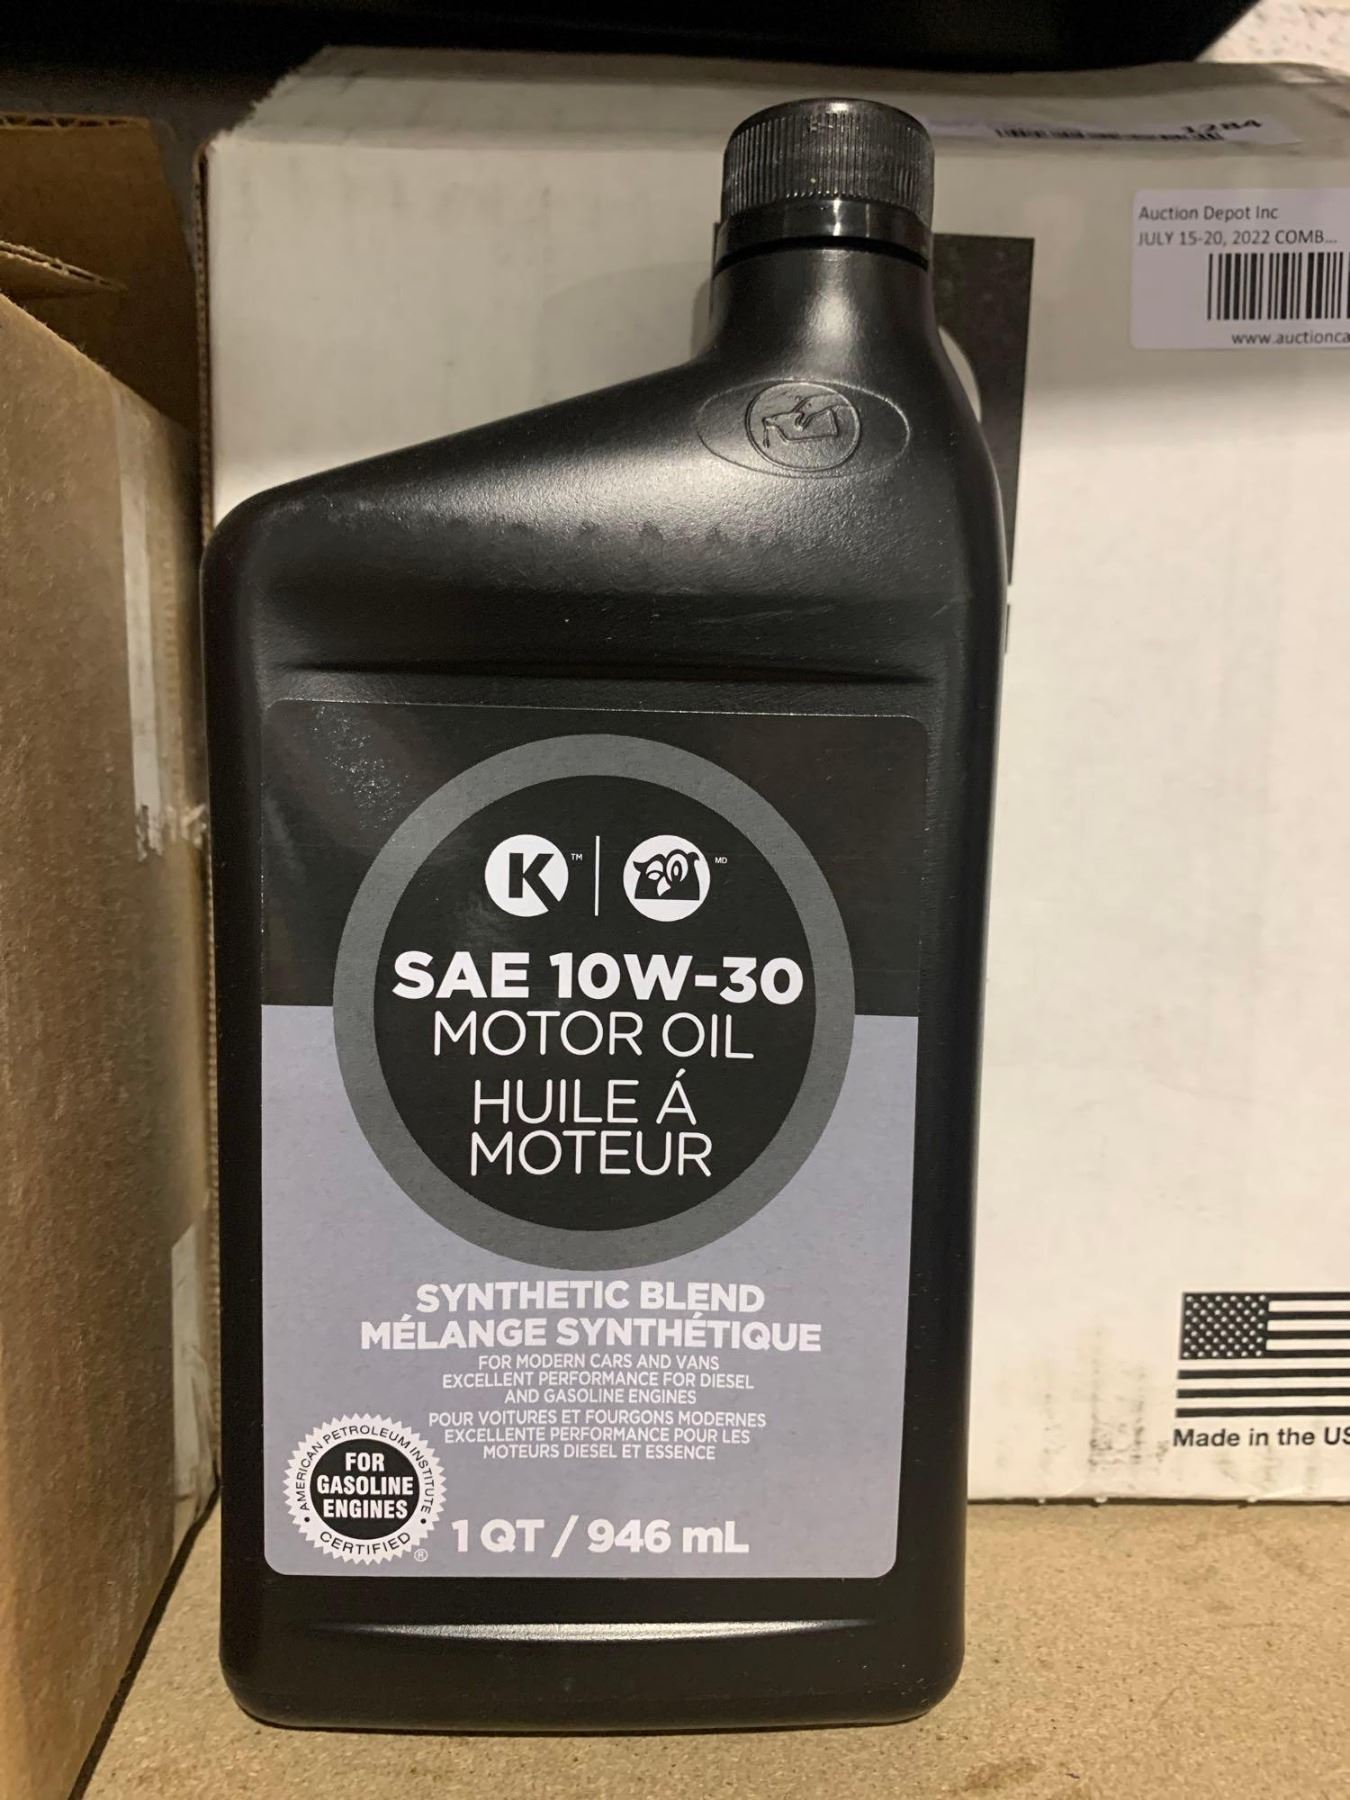 1284
Auction Depot Inc
JULY 15-20, 2022 COMB...
www.auctionca
K TM MD
SAE 10W-30
MOTOR OIL
HUILE Á
MOTEUR
SYNTHETIC BLEND
MÉLANGE SYNTHÉTIQUE
FOR MODERN CARS AND VANS
EXCELLENT PERFORMANCE FOR DIESEL
AND GASOLINE ENGINES
POUR VOITURES ET FOURGONS MODERNES
EXCELLENTE PERFORMANCE POUR LES
MOTEURS DIESEL ET ESSENCE
AMERICAN PETROLEUM INSTITUTE
FOR
GASOLINE
ENGINES
CERTIFIED
®
1 QT / 946 mL
Made in the US